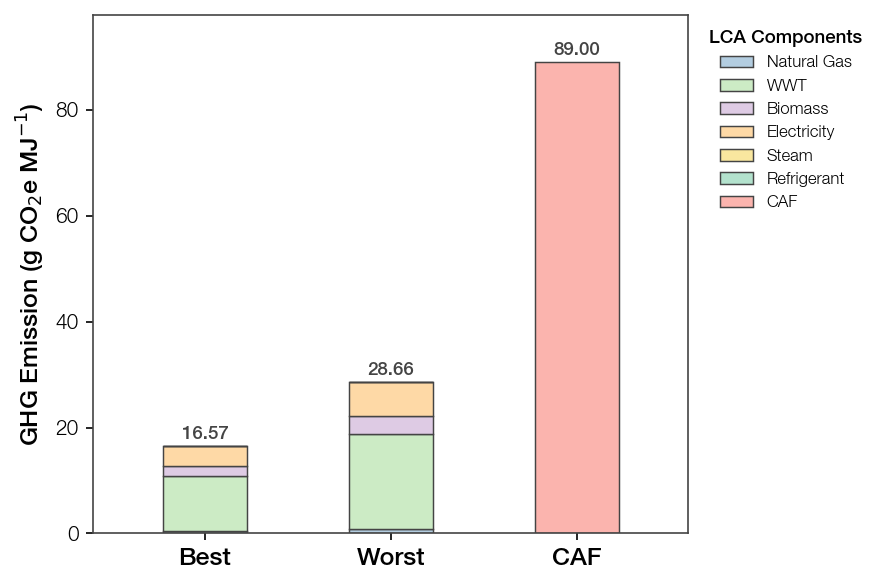 GHG Emission (g CO₂e MJ⁻¹)
80
60
40
20
0
16.57
28.66
89.00
Best
Worst
CAF
LCA Components
Natural Gas
WWT
Biomass
Electricity
Steam
Refrigerant
CAF